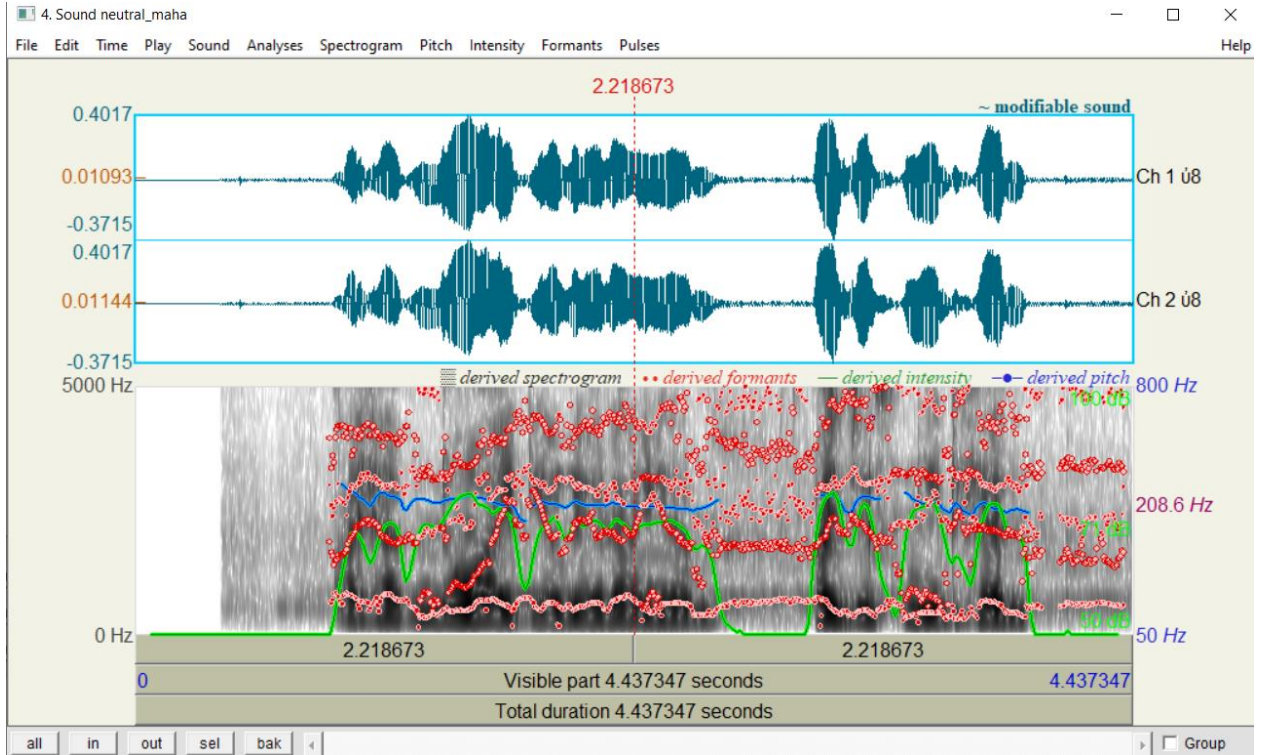 4. Sound neutral_maha
File Edit Time Play Sound Analyses Spectrogram Pitch Intensity Formants Pulses Help
2.218673
~ modifiable sound
0.4017
0.01093
-0.3715
Ch 1 ủ8
0.4017
0.01144
-0.3715
Ch 2 ủ8
derived spectrogram derived formants derived intensity derived pitch
5000 Hz
800 Hz
100 dB
208.6 Hz
0 Hz
50 Hz
2.218673 2.218673
0 Visible part 4.437347 seconds 4.437347
Total duration 4.437347 seconds
all in out sel bak Group